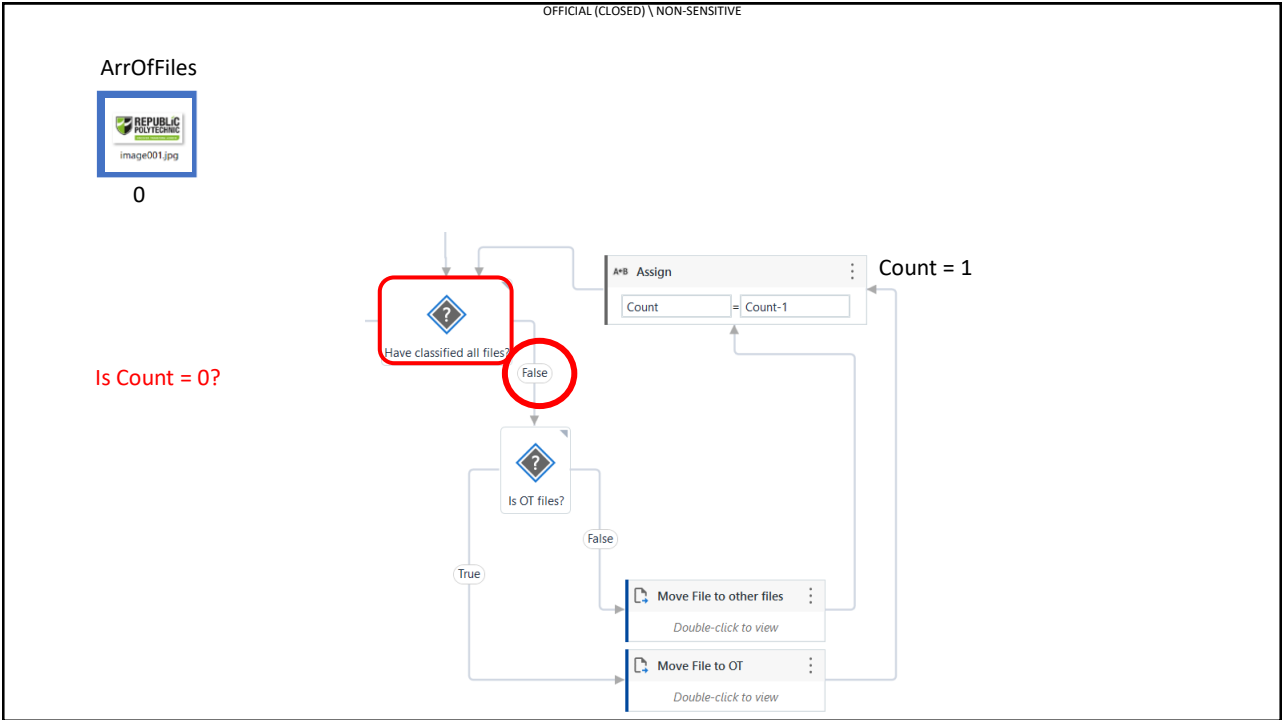 OFFICIAL (CLOSED) \ NON-SENSITIVE
ArrOfFiles
REPUBLIC
POLYTECHNIC
image001.jpg
0
A+B Assign
Count = 1
Count = Count-1
?
Have classified all files?
Is Count = 0?
False
?
Is OT files?
False
True
Move File to other files
Double-click to view
Move File to OT
Double-click to view